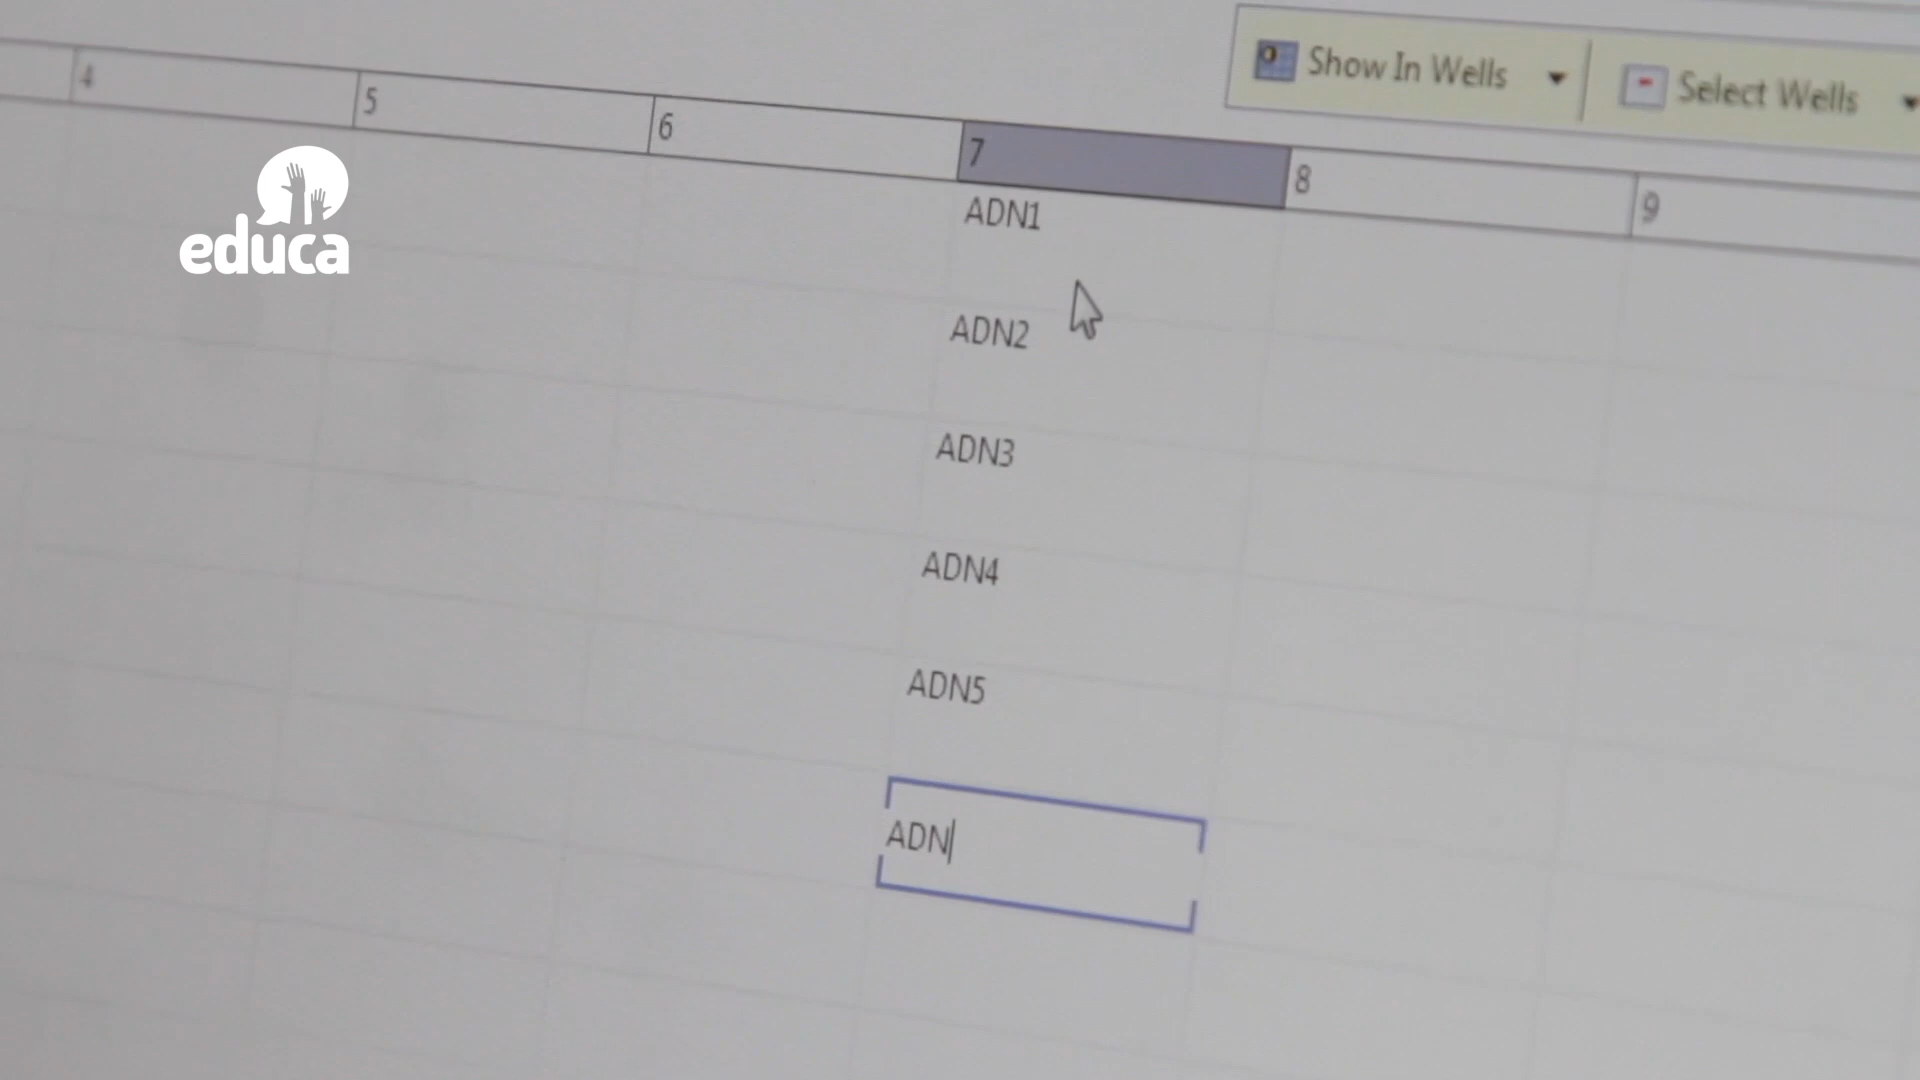 Show In Wells
Select Wells
4
5
6
7
8
9
educa
ADN1
ADN2
ADN3
ADN4
ADN5
ADN